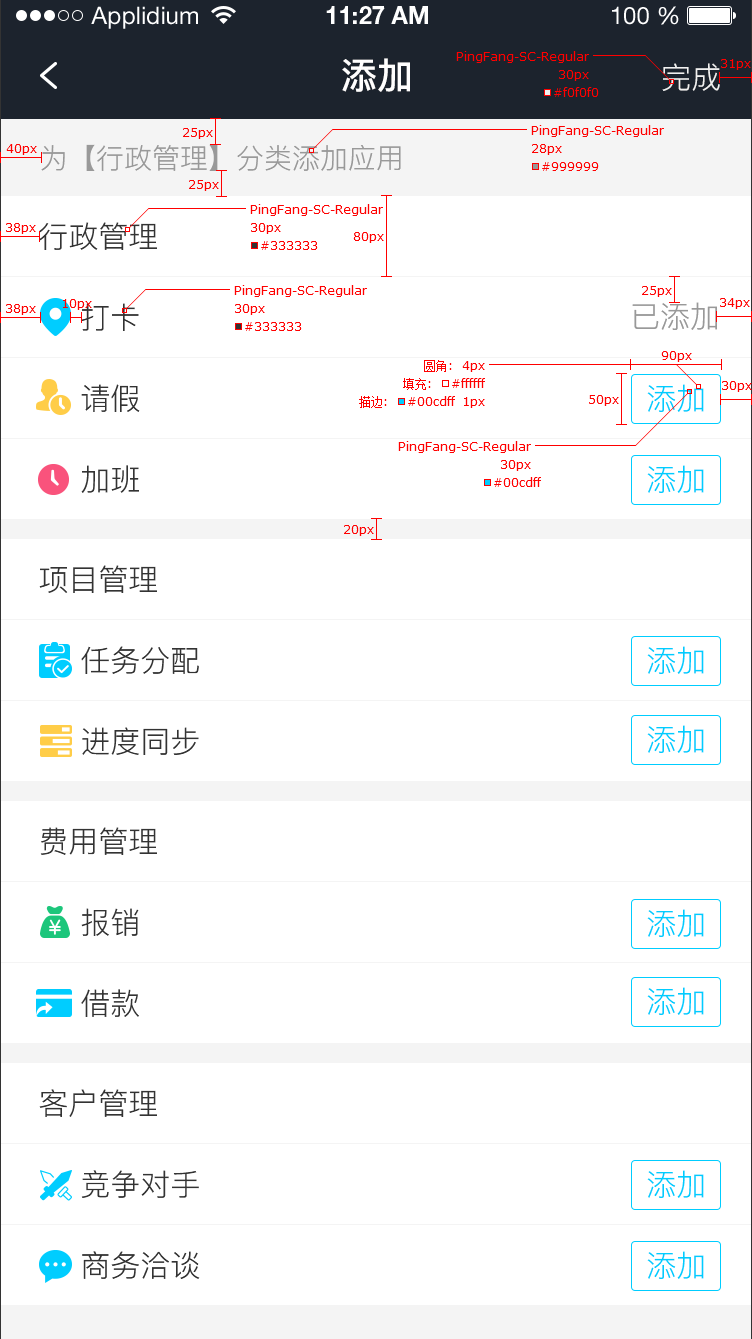 Applidium 11:27 AM 100 %
添加
完成
PingFang-SC-Regular
30px
#f0f0f0
31px
25px
40px
为【行政管理】分类添加应用
25px
PingFang-SC-Regular
28px
#999999
38px
行政管理
PingFang-SC-Regular
30px
#333333
80px
38px
10px
打卡
PingFang-SC-Regular
30px
#333333
25px
已添加
34px
请假
圆角： 4px
填充： #ffffff
描边： #00cdff 1px
90px
50px
添加
30px
PingFang-SC-Regular
30px
#00cdff
加班
添加
20px
项目管理
任务分配
添加
进度同步
添加
费用管理
¥
报销
添加
借款
添加
客户管理
竞争对手
添加
商务洽谈
添加